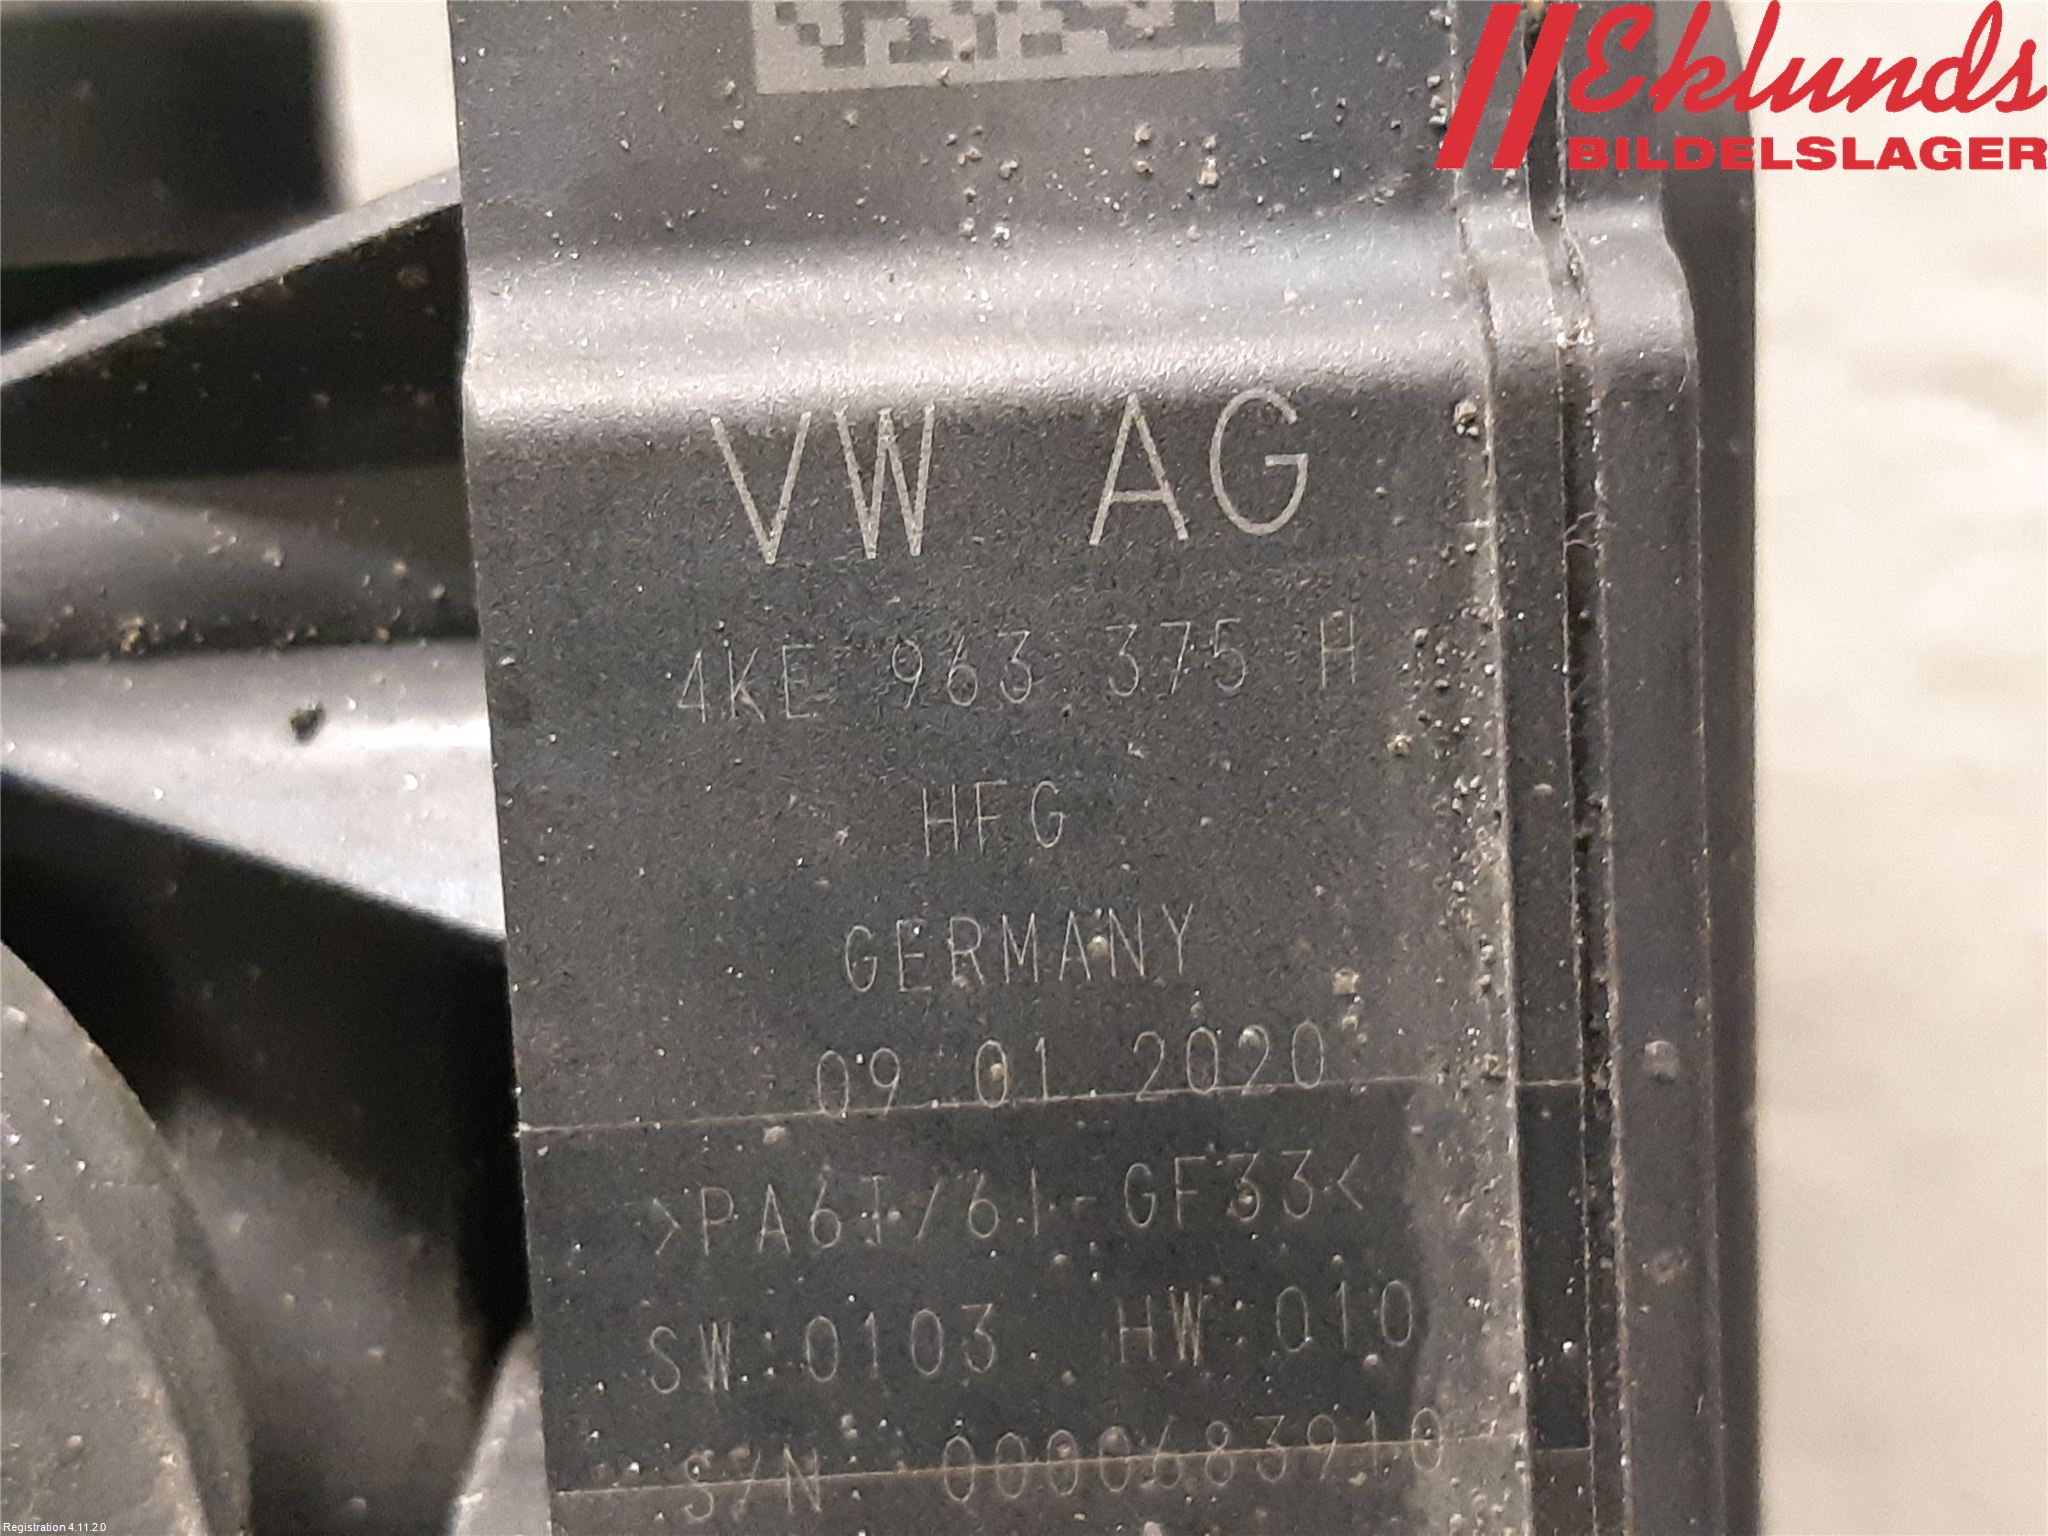 Eklunds
BILDELSLAGER
VW AG
4KE 963 375 H
HFG
GERMANY
09.01.2020
>PA6T/6I-GF33<
SW:0103 HW:010
S/N 0000683910
Registration 4.11.2.0